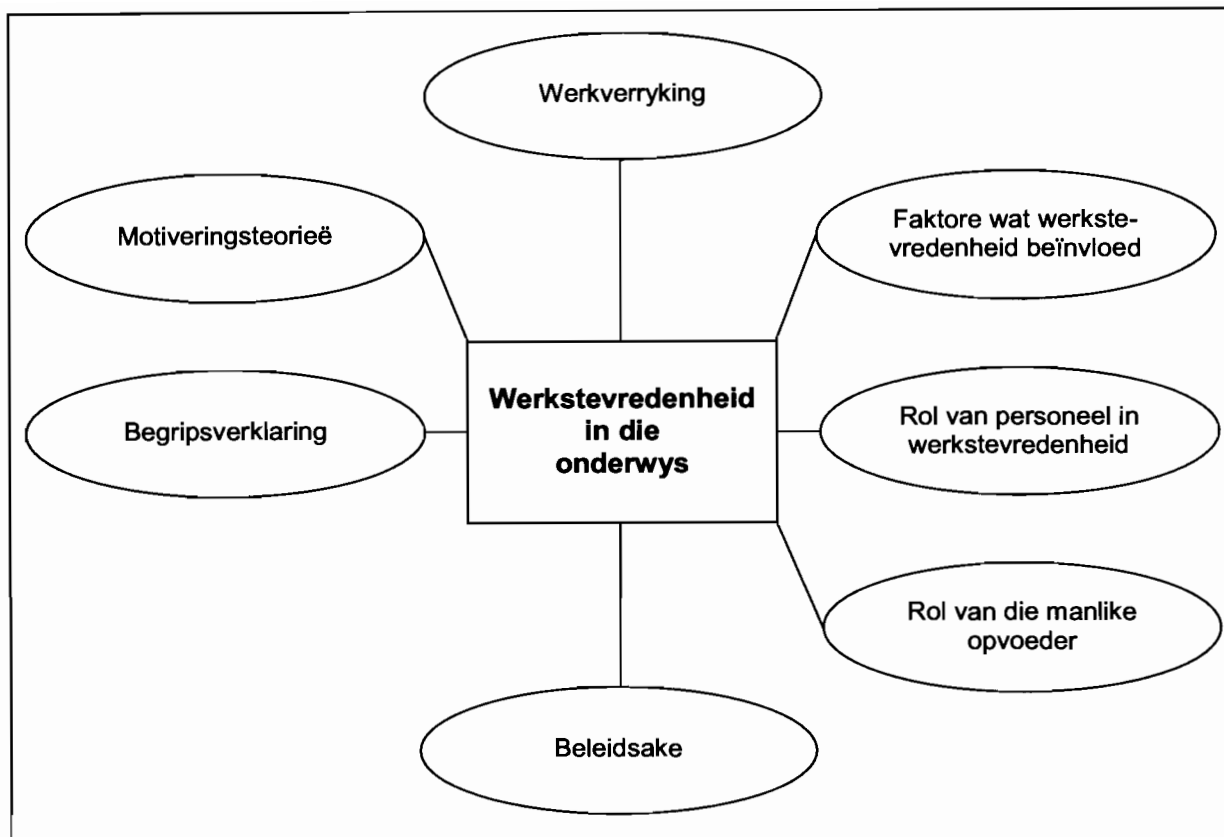 Werkverryking
Motiveringsteorieë
Faktore wat werkste-
vredenheid beïnvloed
Werkstevredenheid
in die
onderwys
Begripsverklaring
Rol van personeel in
werkstevredenheid
Rol van die manlike
opvoeder
Beleidsake